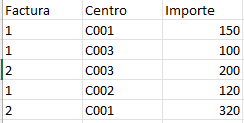 Factura Centro Importe
1 C001 150
1 C003 100
2 C003 200
1 C002 120
2 C001 320